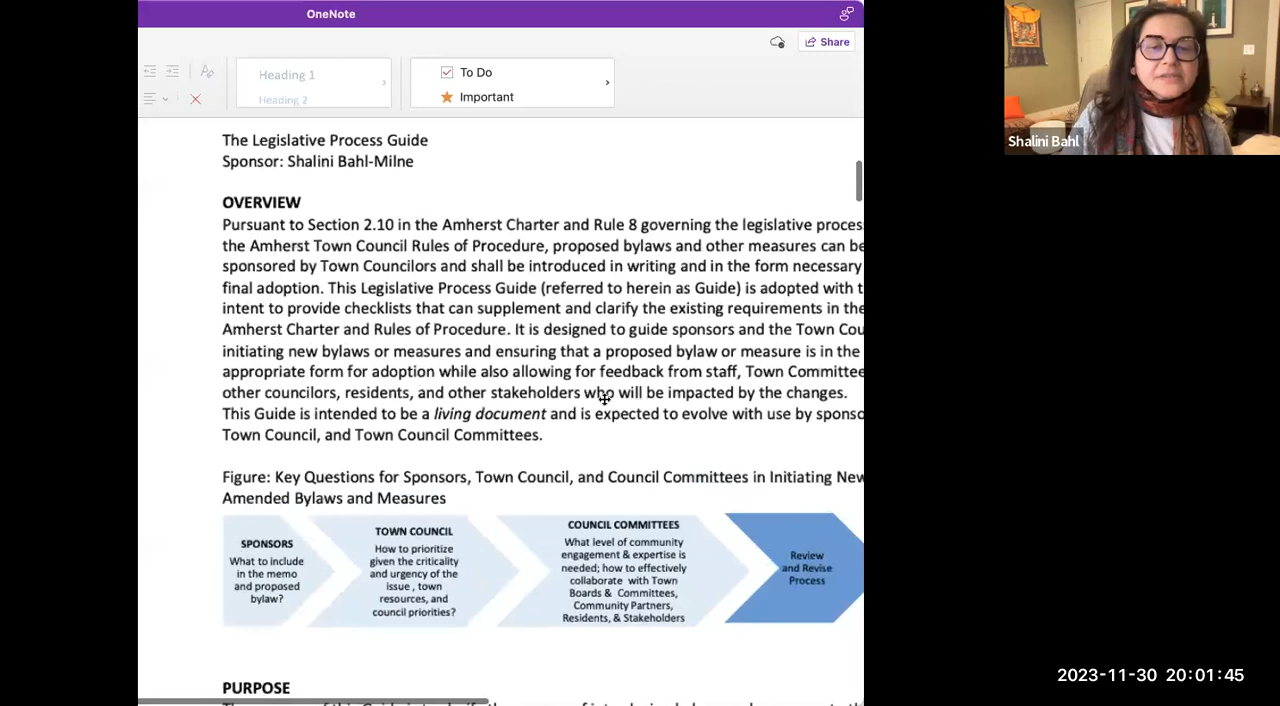 OneNote
Share
Heading 1
To Do
Heading 2
Important
The Legislative Process Guide
Sponsor: Shalini Bahl-Milne
OVERVIEW
Pursuant to Section 2.10 in the Amherst Charter and Rule 8 governing the legislative proces
the Amherst Town Council Rules of Procedure, proposed bylaws and other measures can be
sponsored by Town Councilors and shall be introduced in writing and in the form necessary
final adoption. This Legislative Process Guide (referred to herein as Guide) is adopted with t
intent to provide checklists that can supplement and clarify the existing requirements in the
Amherst Charter and Rules of Procedure. It is designed to guide sponsors and the Town Cou
initiating new bylaws or measures and ensuring that a proposed bylaw or measure is in the
appropriate form for adoption while also allowing for feedback from staff, Town Committee
other councilors, residents, and other stakeholders who will be impacted by the changes.
This Guide is intended to be a living document and is expected to evolve with use by sponso
Town Council, and Town Council Committees.
Figure: Key Questions for Sponsors, Town Council, and Council Committees in Initiating New
Amended Bylaws and Measures
SPONSORS
What to include
in the memo
and proposed
bylaw?
TOWN COUNCIL
How to prioritize
given the criticality
and urgency of the
issue , town
resources, and
council priorities?
COUNCIL COMMITTEES
What level of community
engagement & expertise is
needed; how to effectively
collaborate with Town
Boards & Committees,
Community Partners,
Residents, & Stakeholders
Review
and Revise
Process
PURPOSE
Shalini Bahl
2023-11-30 20:01:45